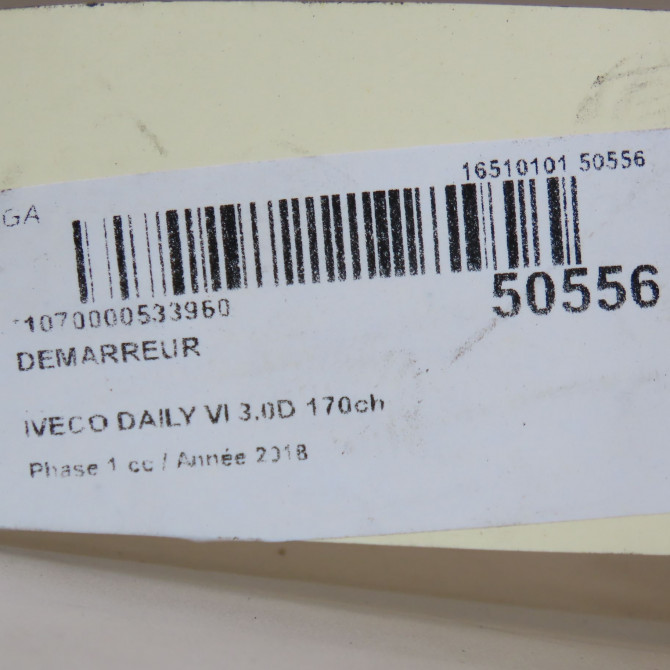 16510101 50556
GA
*1070000533960
50556
DEMARREUR
IVECO DAILY VI 3.0D 170ch
Phase 1 cc / Année 2018